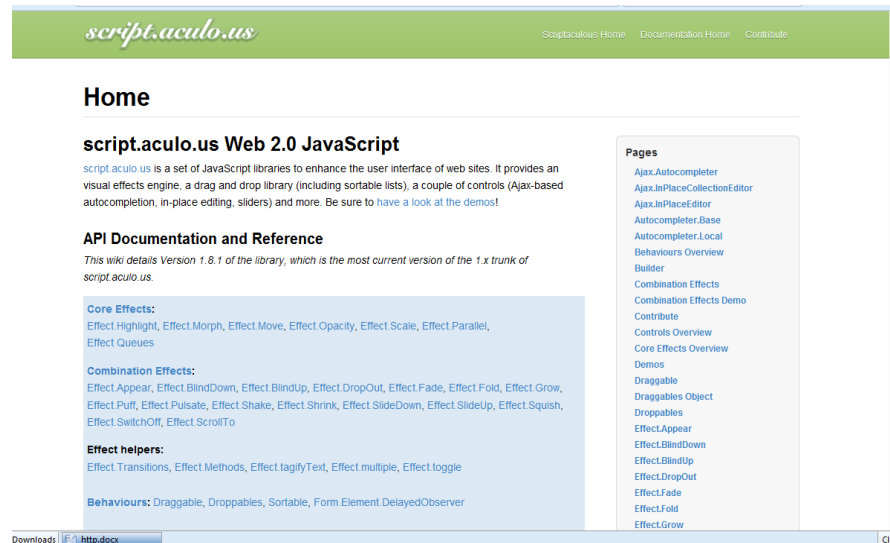 script.aculo.us
Scriptaculous Home Documentation Home Contribute
Home
script.aculo.us Web 2.0 JavaScript
script.aculo.us is a set of JavaScript libraries to enhance the user interface of web sites. It provides an
visual effects engine, a drag and drop library (including sortable lists), a couple of controls (Ajax-based
autocompletion, in-place editing, sliders) and more. Be sure to have a look at the demos!
API Documentation and Reference
This wiki details Version 1.8.1 of the library, which is the most current version of the 1.x trunk of
script.aculo.us.
Core Effects:
Effect.Highlight, Effect.Morph, Effect.Move, Effect.Opacity, Effect.Scale, Effect.Parallel,
Effect Queues
Combination Effects:
Effect.Appear, Effect.BlindDown, Effect.BlindUp, Effect.DropOut, Effect.Fade, Effect.Fold, Effect.Grow,
Effect.Puff, Effect.Pulsate, Effect.Shake, Effect.Shrink, Effect.SlideDown, Effect.SlideUp, Effect.Squish,
Effect.SwitchOff, Effect.ScrollTo
Effect helpers:
Effect.Transitions, Effect.Methods, Effect.tagifyText, Effect.multiple, Effect.toggle
Behaviours: Draggable, Droppables, Sortable, Form.Element.DelayedObserver
Pages
Ajax.Autocompleter
Ajax.InPlaceCollectionEditor
Ajax.InPlaceEditor
Autocompleter.Base
Autocompleter.Local
Behaviours Overview
Builder
Combination Effects
Combination Effects Demo
Contribute
Controls Overview
Core Effects Overview
Demos
Draggable
Draggables Object
Droppables
Effect.Appear
Effect.BlindDown
Effect.BlindUp
Effect.DropOut
Effect.Fade
Effect.Fold
Effect.Grow
Downloads http.docx